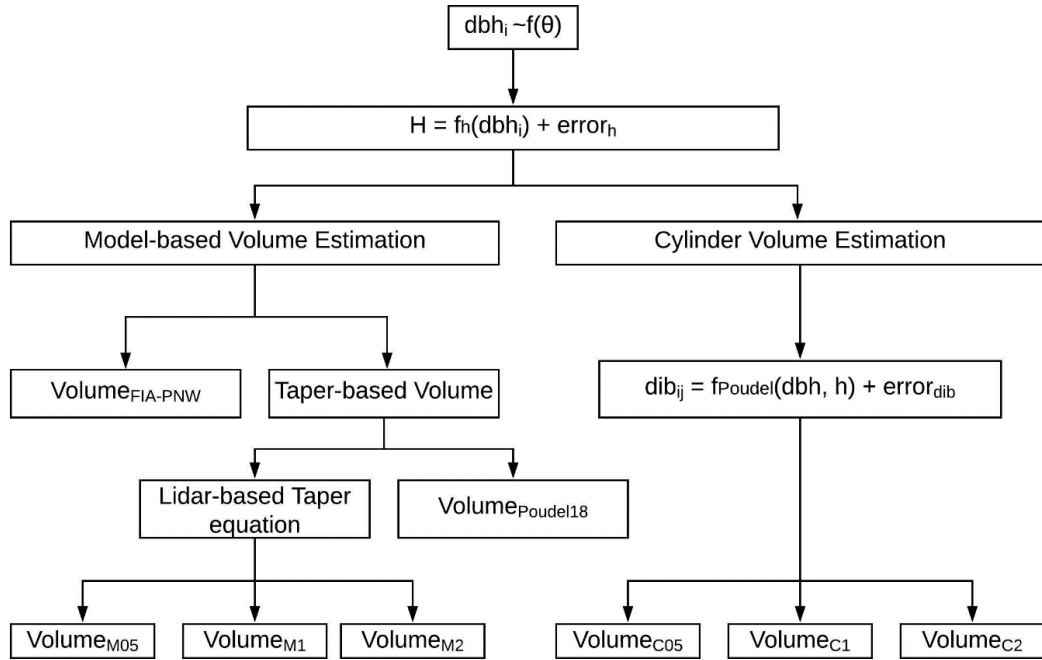 dbhᵢ ~f(θ)
H = fh(dbhᵢ) + errorₕ
Model-based Volume Estimation
Cylinder Volume Estimation
VolumeFIA-PNW
Taper-based Volume
dibᵢⱼ = fPoudel(dbh, h) + errordib
Lidar-based Taper
equation
VolumePoudel18
VolumeM05
VolumeM1
VolumeM2
VolumeC05
VolumeC1
VolumeC2